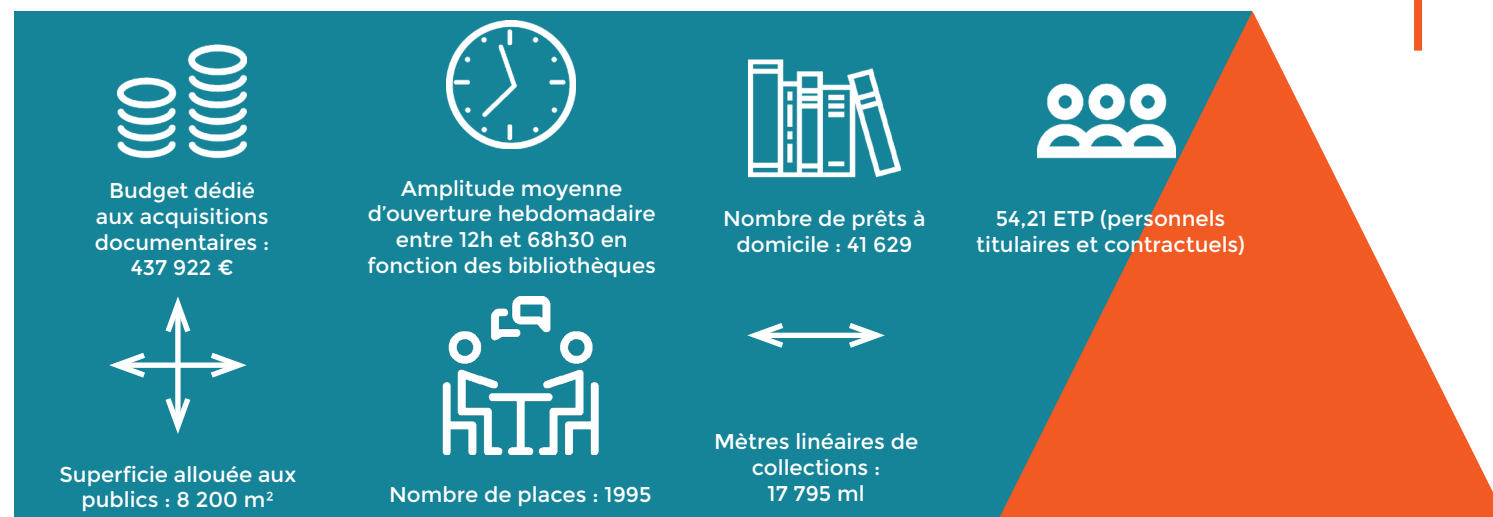 Budget dédié
aux acquisitions
documentaires :
437 922 €
Amplitude moyenne
d'ouverture hebdomadaire
entre 12h et 68h30 en
fonction des bibliothèques
Nombre de prêts à
domicile : 41 629
54,21 ETP (personnels
titulaires et contractuels)
Superficie allouée aux
publics : 8 200 m²
Nombre de places : 1995
Mètres linéaires de
collections :
17 795 ml